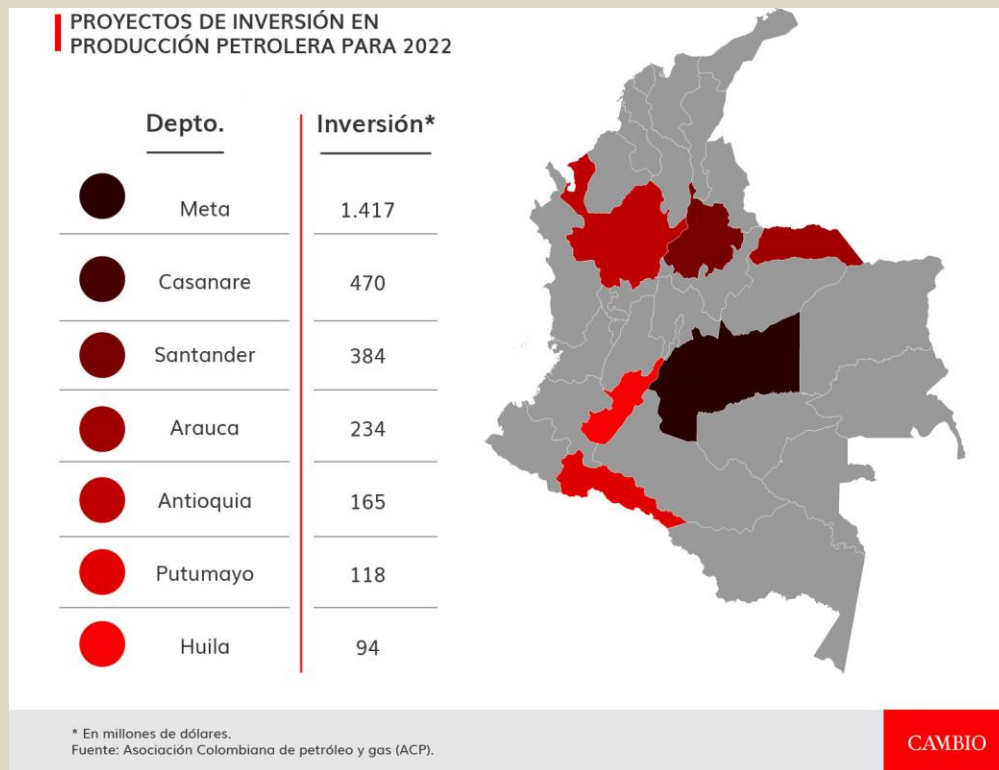 PROYECTOS DE INVERSIÓN EN
PRODUCCIÓN PETROLERA PARA 2022
Depto. Inversión*
Meta 1.417
Casanare 470
Santander 384
Arauca 234
Antioquia 165
Putumayo 118
Huila 94
* En millones de dólares.
Fuente: Asociación Colombiana de petróleo y gas (ACP).
CAMBIO